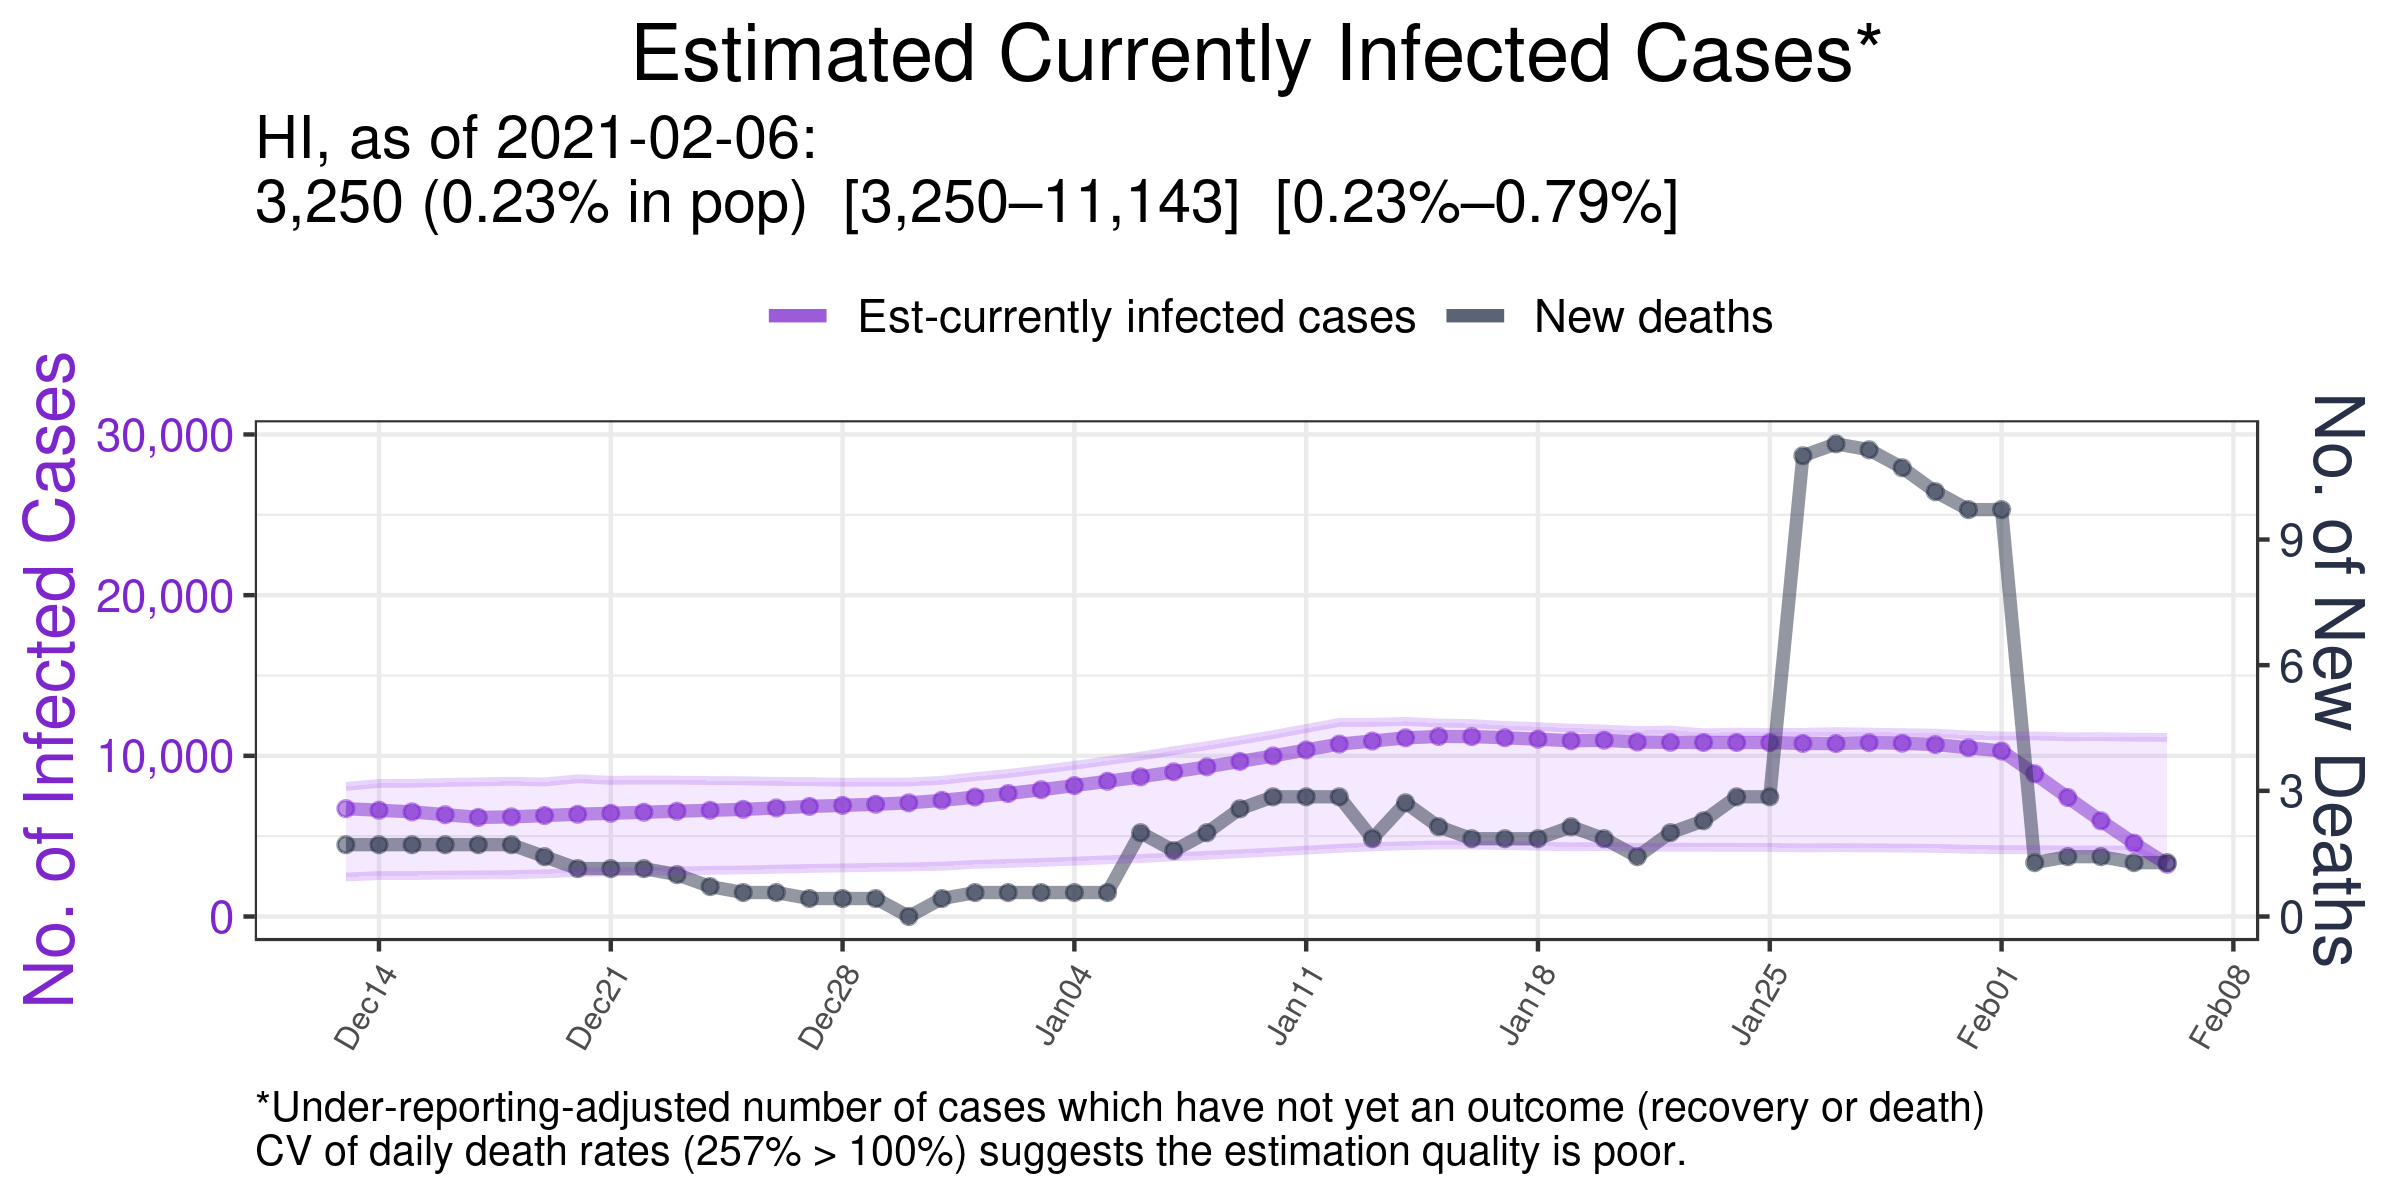 Estimated Currently Infected Cases*
HI, as of 2021-02-06:
3,250 (0.23% in pop)  [3,250–11,143]  [0.23%–0.79%]
Est-currently infected cases
New deaths
No. of Infected Cases
30,000
20,000
10,000
0
9
6
3
0
No. of New Deaths
Dec14
Dec21
Dec28
Jan04
Jan11
Jan18
Jan25
Feb01
Feb08
*Under-reporting-adjusted number of cases which have not yet an outcome (recovery or death)
CV of daily death rates (257% > 100%) suggests the estimation quality is poor.